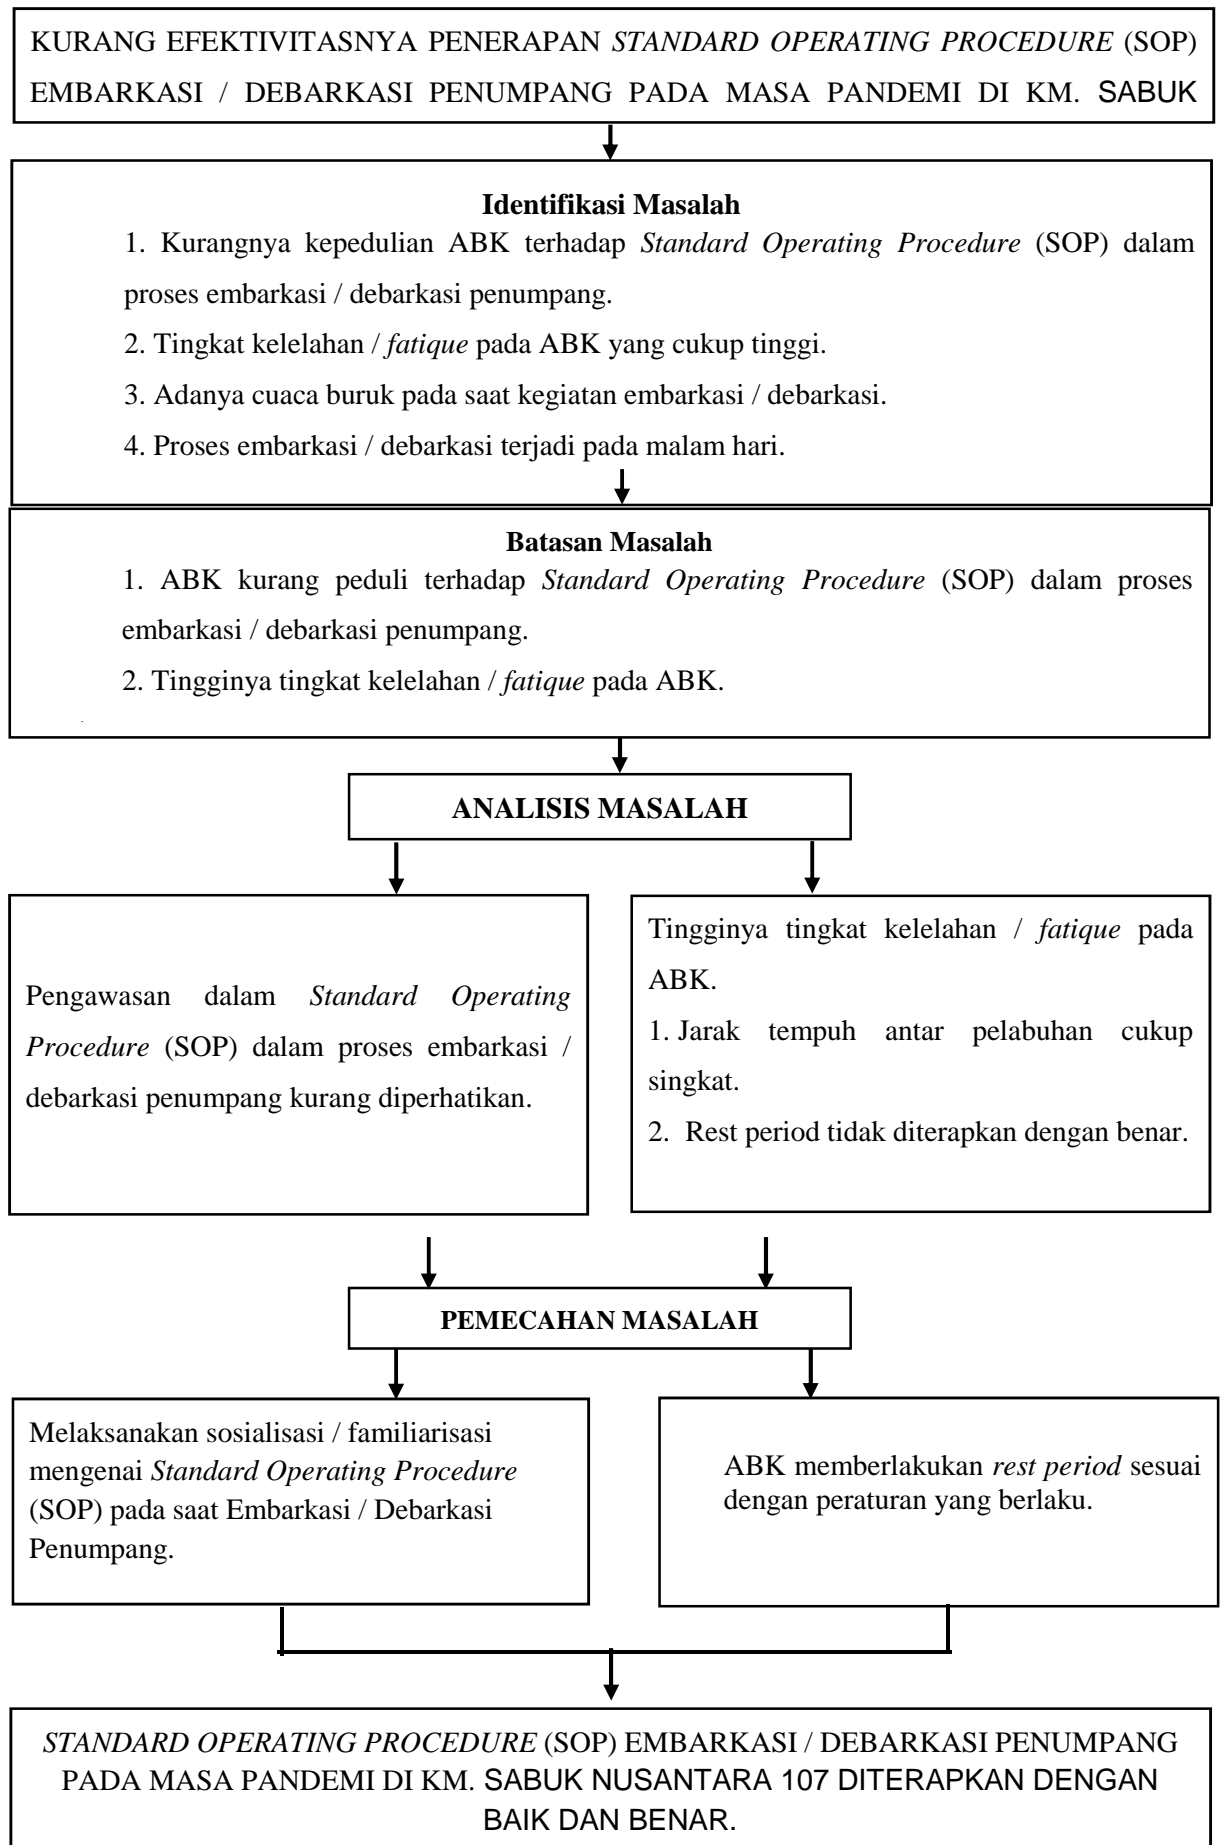 KURANG EFEKTIVITASNYA PENERAPAN STANDARD OPERATING PROCEDURE (SOP)
EMBARKASI / DEBARKASI PENUMPANG PADA MASA PANDEMI DI KM. SABUK
Identifikasi Masalah
1. Kurangnya kepedulian ABK terhadap Standard Operating Procedure (SOP) dalam
proses embarkasi / debarkasi penumpang.
2. Tingkat kelelahan / fatique pada ABK yang cukup tinggi.
3. Adanya cuaca buruk pada saat kegiatan embarkasi / debarkasi.
4. Proses embarkasi / debarkasi terjadi pada malam hari.
Batasan Masalah
1. ABK kurang peduli terhadap Standard Operating Procedure (SOP) dalam proses
embarkasi / debarkasi penumpang.
2. Tingginya tingkat kelelahan / fatique pada ABK.
ANALISIS MASALAH
Pengawasan dalam Standard Operating
Procedure (SOP) dalam proses embarkasi /
debarkasi penumpang kurang diperhatikan.
Tingginya tingkat kelelahan / fatique pada
ABK.
1. Jarak tempuh antar pelabuhan cukup
singkat.
2. Rest period tidak diterapkan dengan benar.
PEMECAHAN MASALAH
Melaksanakan sosialisasi / familiarisasi
mengenai Standard Operating Procedure
(SOP) pada saat Embarkasi / Debarkasi
Penumpang.
ABK memberlakukan rest period sesuai
dengan peraturan yang berlaku.
STANDARD OPERATING PROCEDURE (SOP) EMBARKASI / DEBARKASI PENUMPANG
PADA MASA PANDEMI DI KM. SABUK NUSANTARA 107 DITERAPKAN DENGAN
BAIK DAN BENAR.